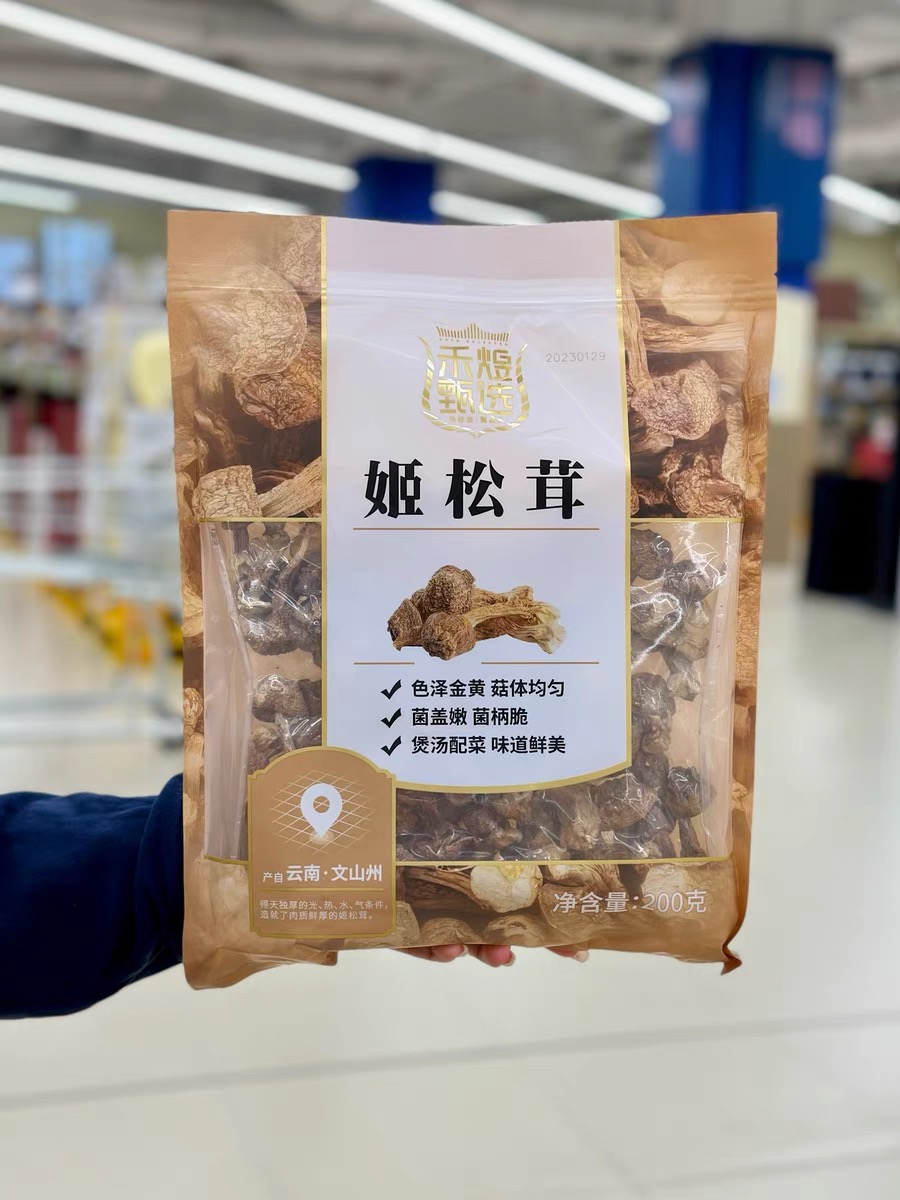 禾煜
甄选
20230129
姬松茸
色泽金黄 菇体均匀
菌盖嫩 菌柄脆
煲汤配菜 味道鲜美
产自 云南·文山州
得天独厚的光、热、水、气条件,
造就了肉质鲜厚的姬松茸。
净含量:200克